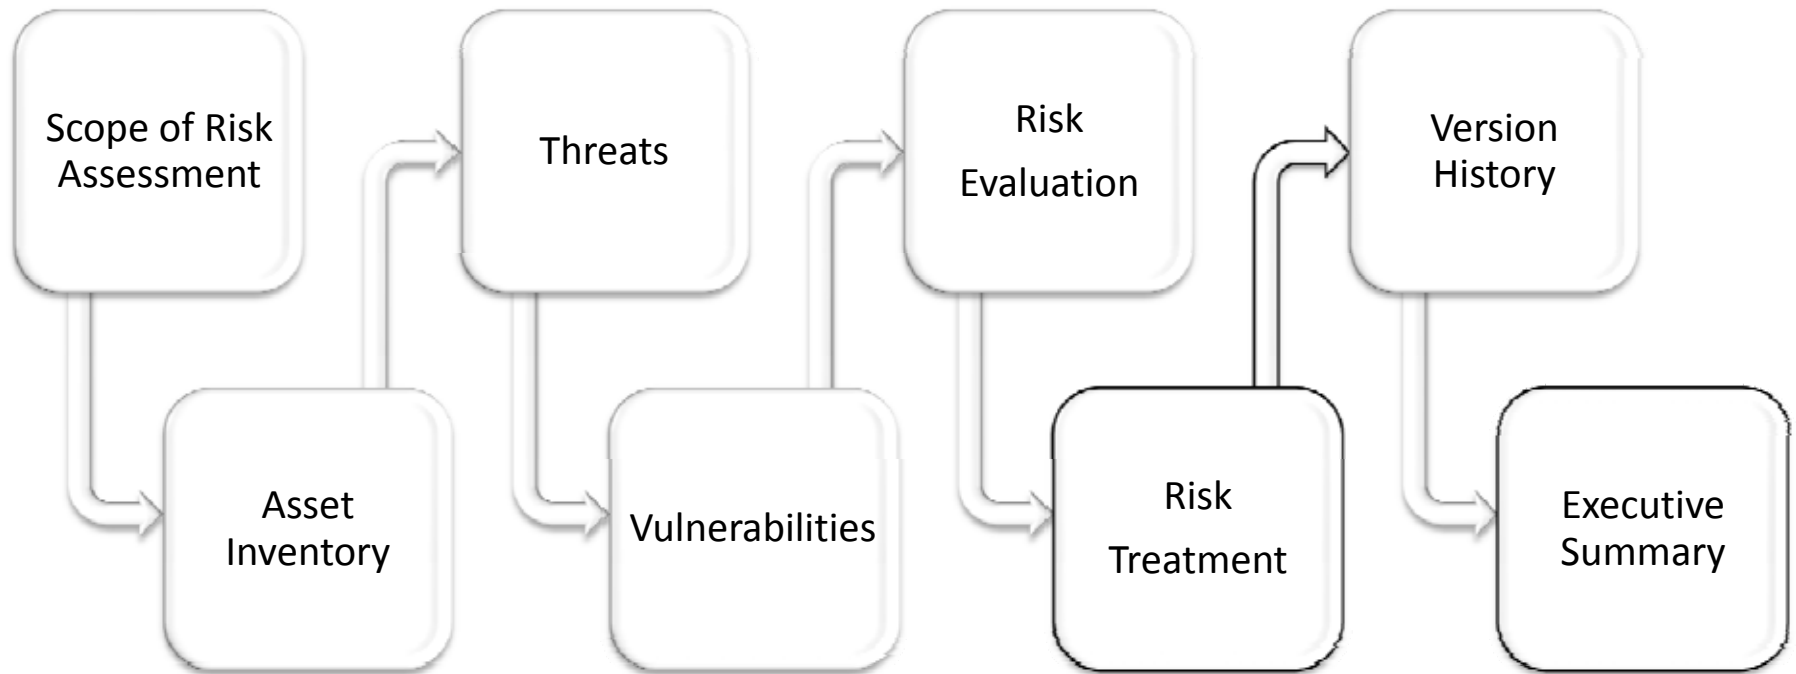 Scope of Risk
Assessment
Asset
Inventory
Threats
Vulnerabilities
Risk
Evaluation
Risk
Treatment
Version
History
Executive
Summary